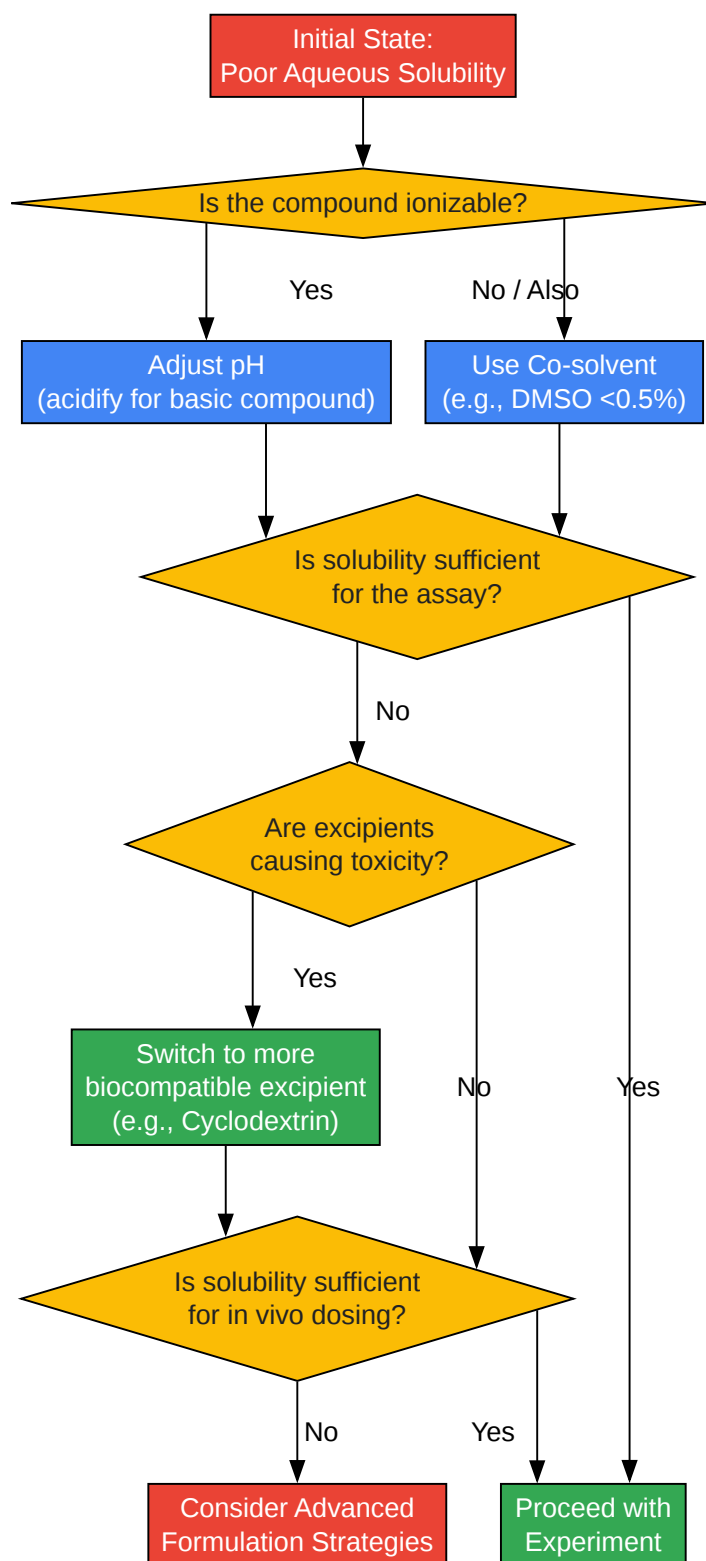 Initial State:
Poor Aqueous Solubility
Is the compound ionizable?
Yes
No / Also
Adjust pH
(acidify for basic compound)
Use Co-solvent
(e.g., DMSO <0.5%)
Is solubility sufficient
for the assay?
No
Are excipients
causing toxicity?
Yes
Switch to more
biocompatible excipient
(e.g., Cyclodextrin)
No
Yes
Is solubility sufficient
for in vivo dosing?
No
Yes
Consider Advanced
Formulation Strategies
Proceed with
Experiment